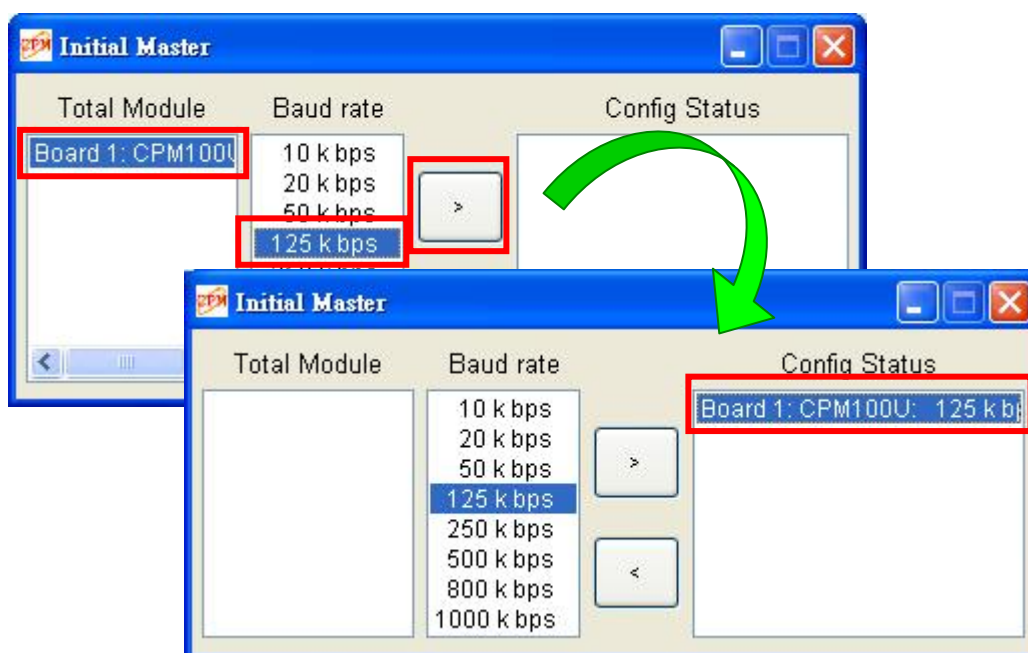 Initial Master
Total Module
Baud rate
Config Status
Board 1: CPM100U
10 k bps
20 k bps
50 k bps
125 k bps
>
Initial Master
Total Module
Baud rate
Config Status
10 k bps
20 k bps
50 k bps
125 k bps
250 k bps
500 k bps
800 k bps
1000 k bps
>
<
Board 1: CPM100U: 125 k b